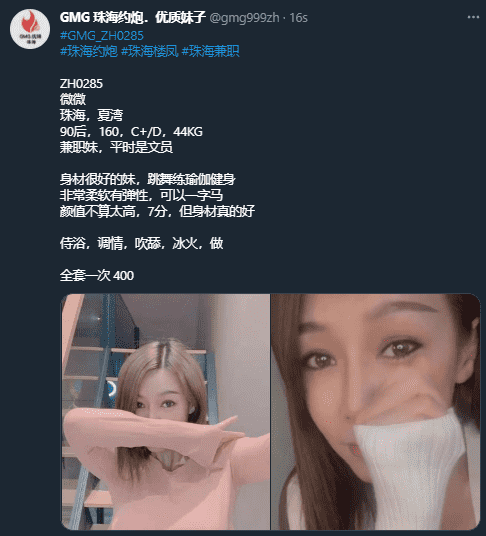 GMG 珠海约炮．优质妹子 @gmg999zh · 16s
#GMG_ZH0285
#珠海约炮 #珠海楼凤 #珠海兼职
ZH0285
微微
珠海，夏湾
90后，160，C+/D，44KG
兼职妹，平时是文员
身材很好的妹，跳舞练瑜伽健身
非常柔软有弹性，可以一字马
颜值不算太高，7分，但身材真的好
侍浴，调情，吹舔，冰火，做
全套一次 400